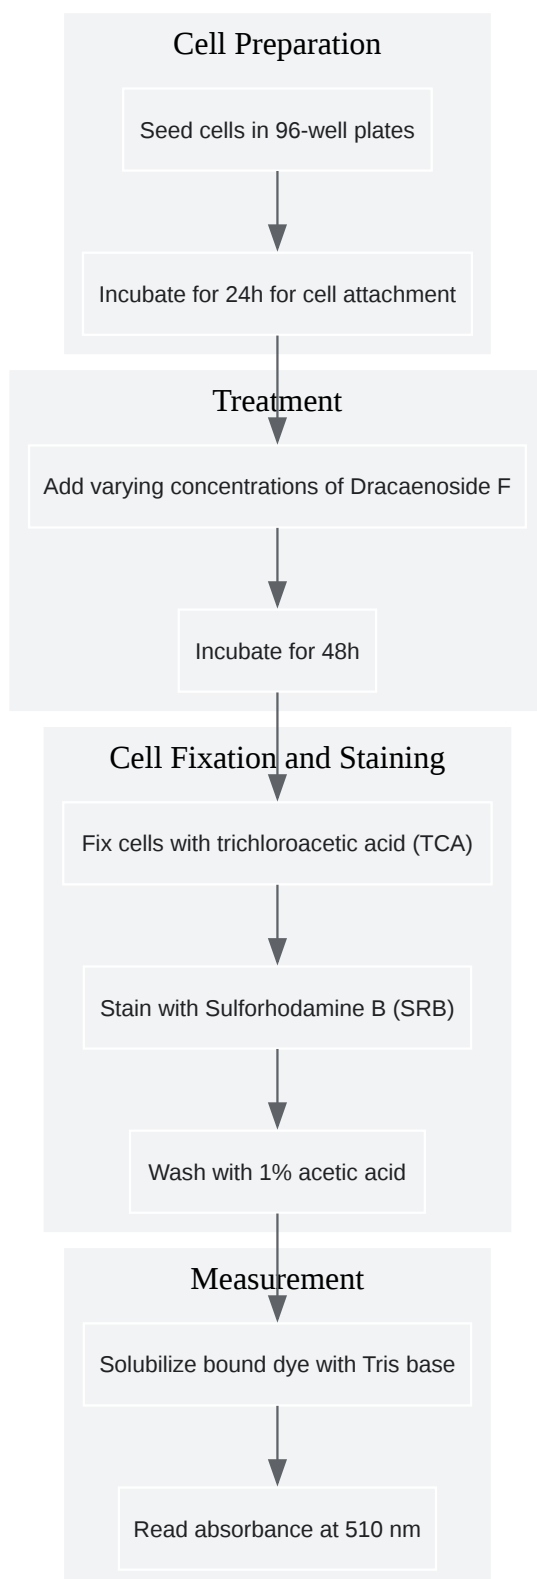 Cell Preparation
Seed cells in 96-well plates
Incubate for 24h for cell attachment
Treatment
Add varying concentrations of Dracaenoside F
Incubate for 48h
Cell Fixation and Staining
Fix cells with trichloroacetic acid (TCA)
Stain with Sulforhodamine B (SRB)
Wash with 1% acetic acid
Measurement
Solubilize bound dye with Tris base
Read absorbance at 510 nm